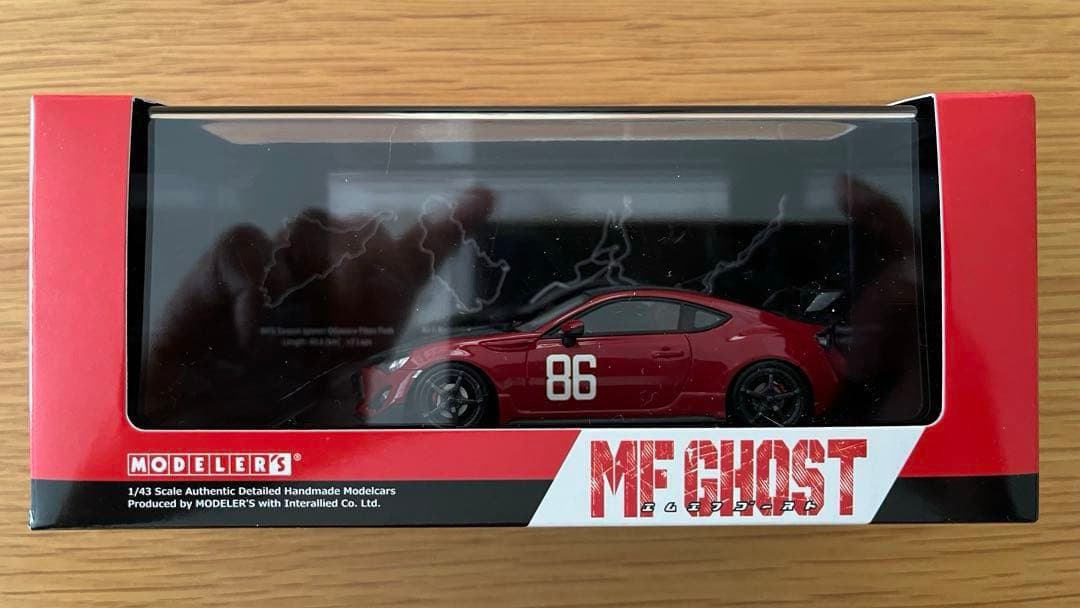 86
MODELER'S®
1/43 Scale Authentic Detailed Handmade Modelcars
Produced by MODELER'S with Interallied Co. Ltd.
MF GHOST
エムエフゴースト